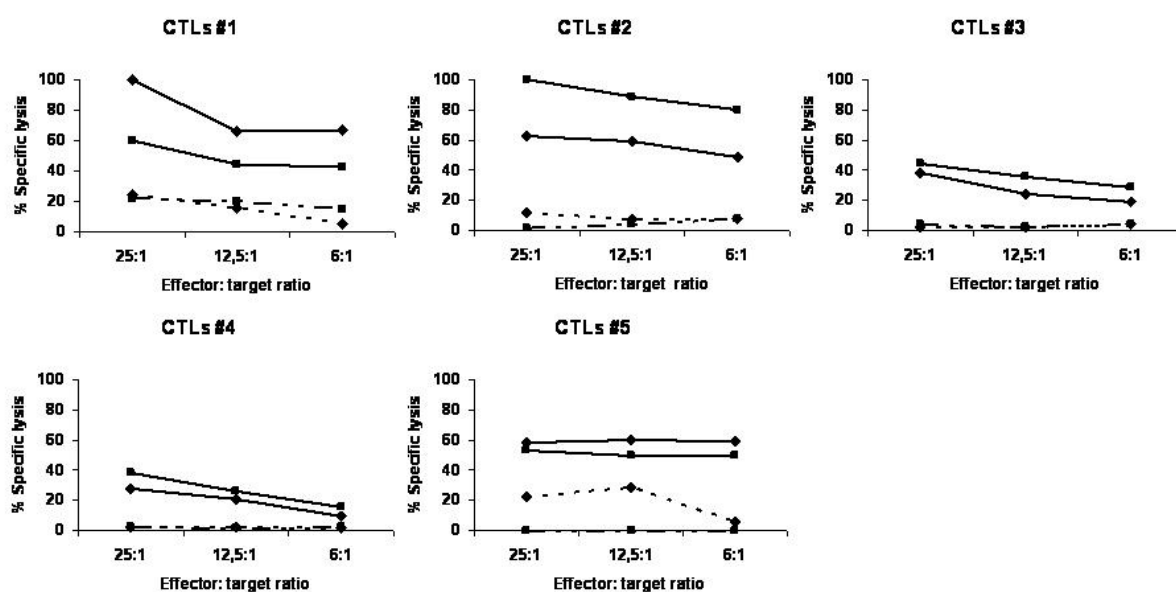 CTLs #1
% Specific lysis
100
80
60
40
20
0
25:1 12,5:1 6:1
Effector: target ratio
CTLs #2
% Specific lysis
100
80
60
40
20
0
25:1 12,5:1 6:1
Effector: target ratio
CTLs #3
% Specific lysis
100
80
60
40
20
0
25:1 12,5:1 6:1
Effector: target ratio
CTLs #4
% Specific lysis
100
80
60
40
20
0
25:1 12,5:1 6:1
Effector: target ratio
CTLs #5
% Specific lysis
100
80
60
40
20
0
25:1 12,5:1 6:1
Effector: target ratio